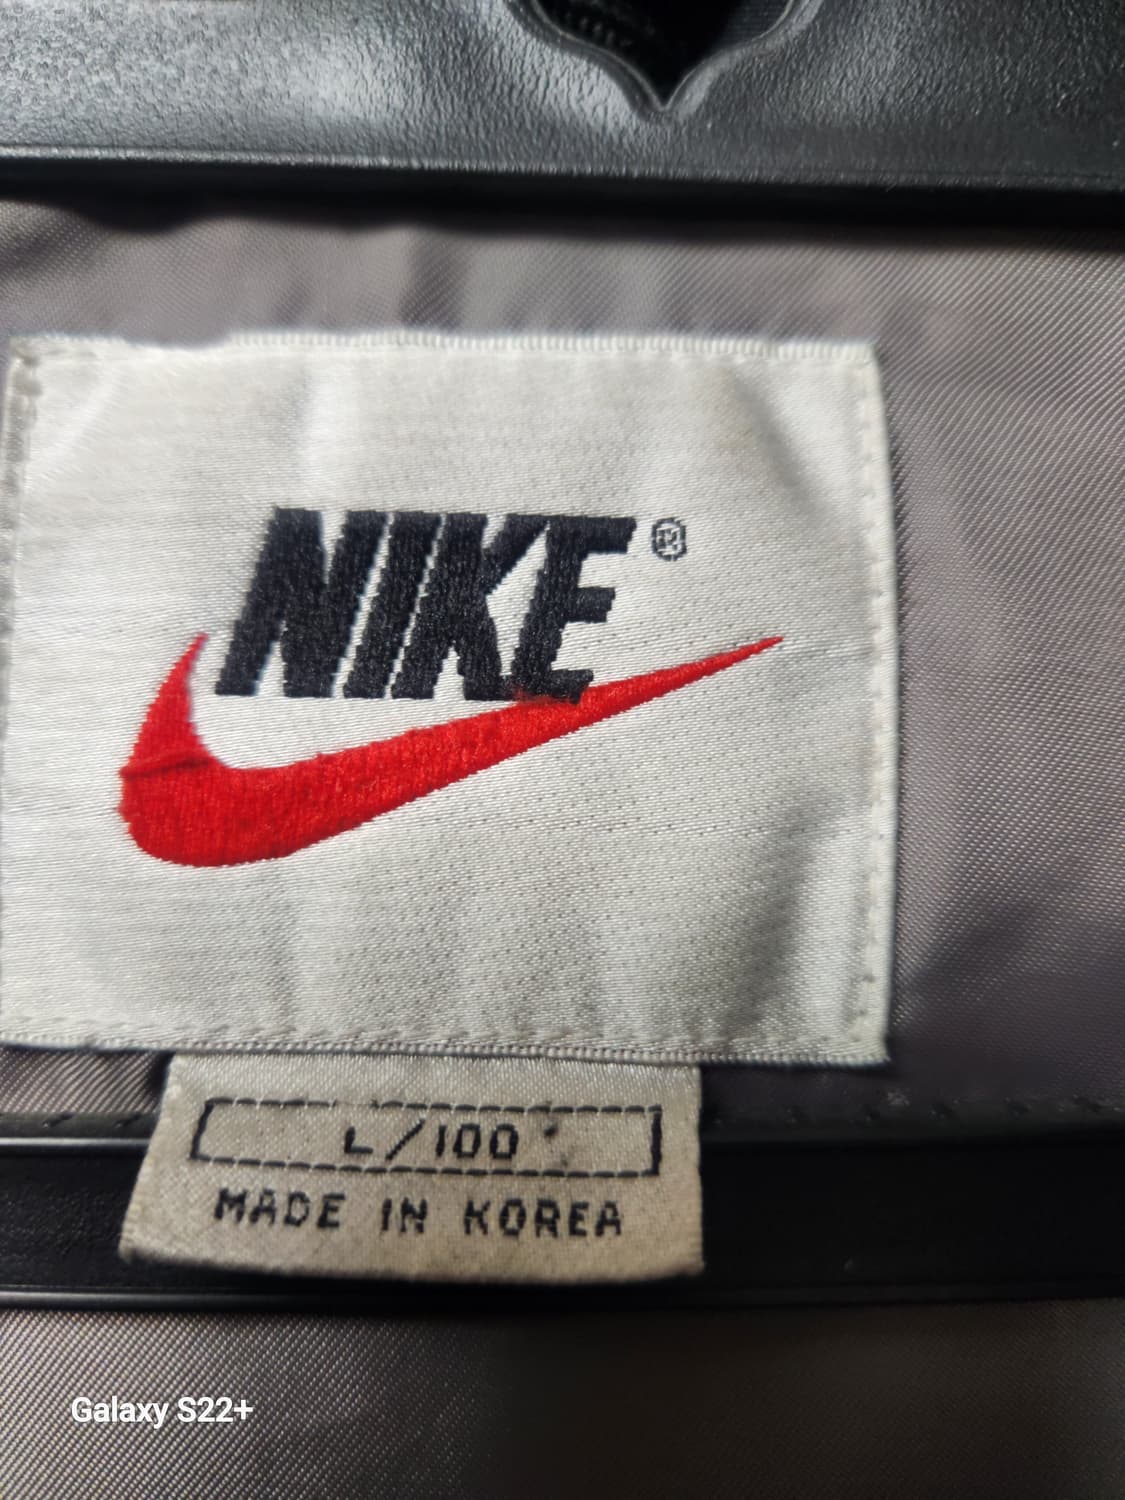 NIKE®
L/100
MADE IN KOREA
Galaxy S22+